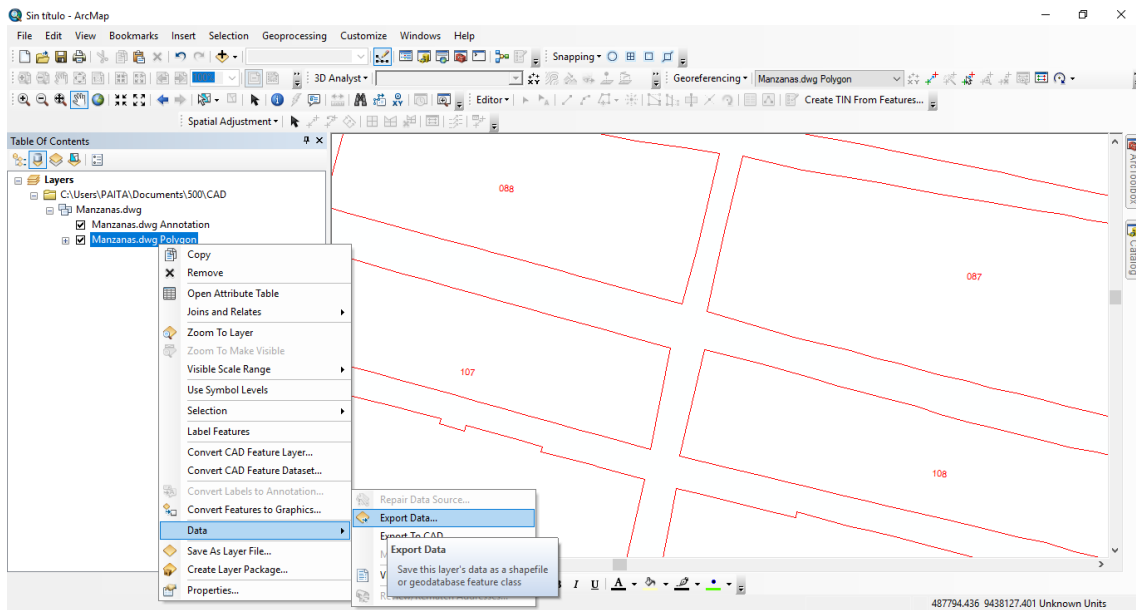 Sin título - ArcMap
File Edit View Bookmarks Insert Selection Geoprocessing Customize Windows Help
Snapping
3D Analyst Georeferencing Manzanas.dwg Polygon
Editor Create TIN From Features...
Spatial Adjustment
Table Of Contents
Layers
C:\Users\PAITA\Documents\500\CAD
Manzanas.dwg
Manzanas.dwg Annotation
Manzanas.dwg Polygon
Copy
Remove
Open Attribute Table
Joins and Relates
Zoom To Layer
Zoom To Make Visible
Visible Scale Range
Use Symbol Levels
Selection
Label Features
Convert CAD Feature Layer...
Convert CAD Feature Dataset...
Convert Labels to Annotation...
Convert Features to Graphics...
Data
Save As Layer File...
Create Layer Package...
Properties...
Repair Data Source...
Export Data...
Export To CAD
Export Data
Save this layer's data as a shapefile
or geodatabase feature class
088
087
107
108
ArcToolbox
Catalog
I U A
487794.436 9438127.401 Unknown Units